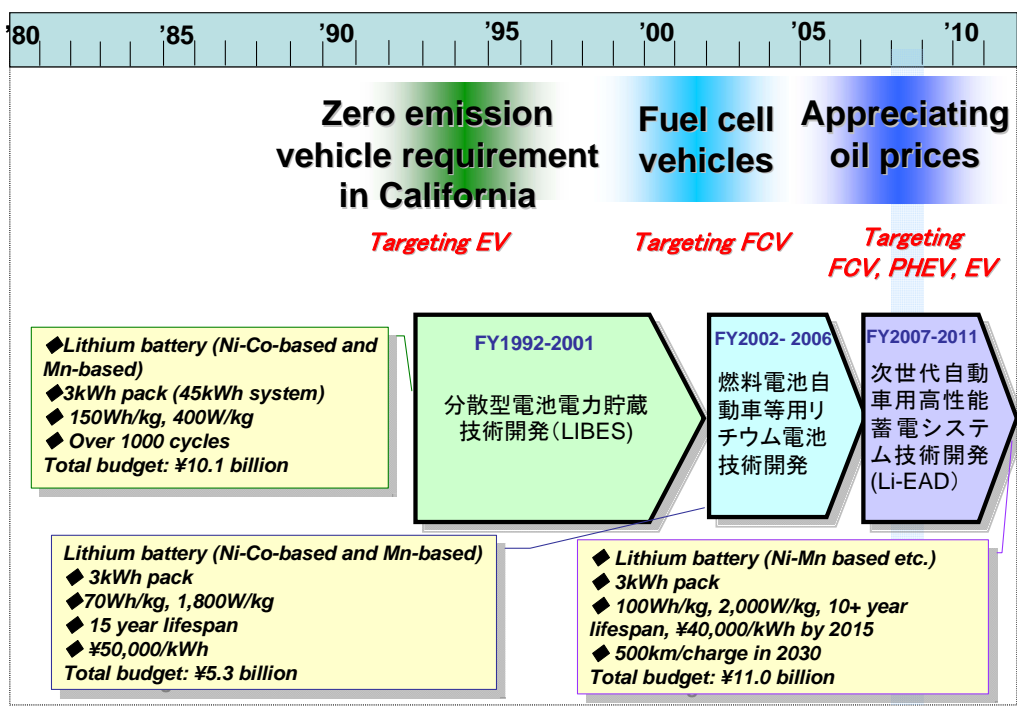 '80 '85 '90 '95 '00 '05 '10
Zero emission
vehicle requirement
in California
Fuel cell
vehicles
Appreciating
oil prices
Targeting EV
Targeting FCV
Targeting
FCV, PHEV, EV
◆Lithium battery (Ni-Co-based and
Mn-based)
◆3kWh pack (45kWh system)
◆ 150Wh/kg, 400W/kg
◆ Over 1000 cycles
Total budget: ¥10.1 billion
FY1992-2001
分散型電池電力貯蔵
技術開発(LIBES)
FY2002- 2006
燃料電池自
動車等用リ
チウム電池
技術開発
FY2007-2011
次世代自動
車用高性能
蓄電システ
ム技術開発
(Li-EAD)
Lithium battery (Ni-Co-based and Mn-based)
◆ 3kWh pack
◆70Wh/kg, 1,800W/kg
◆ 15 year lifespan
◆ ¥50,000/kWh
Total budget: ¥5.3 billion
◆ Lithium battery (Ni-Mn based etc.)
◆ 3kWh pack
◆ 100Wh/kg, 2,000W/kg, 10+ year
lifespan, ¥40,000/kWh by 2015
◆ 500km/charge in 2030
Total budget: ¥11.0 billion